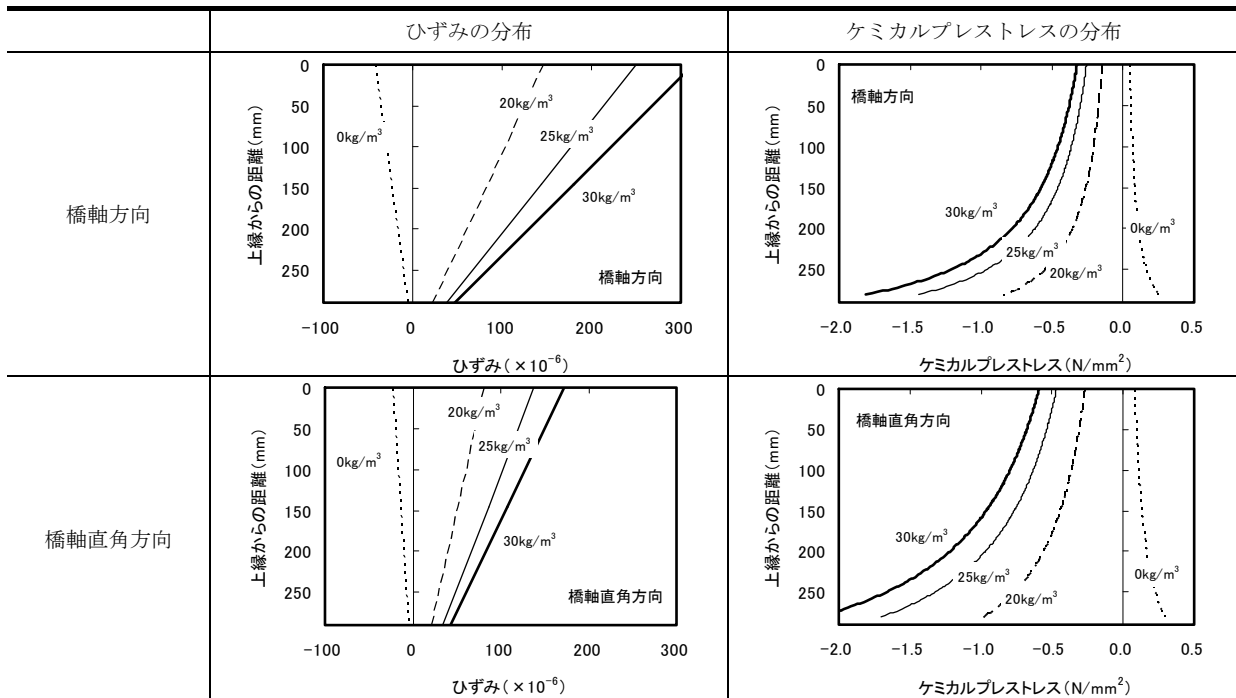 ひずみの分布
ケミカルプレストレスの分布
橋軸方向
上縁からの距離(mm)
0
50
100
150
200
250
0kg/m³
20kg/m³
25kg/m³
30kg/m³
橋軸方向
-100 0 100 200 300
ひずみ(×10⁻⁶)
上縁からの距離(mm)
0
50
100
150
200
250
橋軸方向
30kg/m³
25kg/m³
20kg/m³
0kg/m³
-2.0 -1.5 -1.0 -0.5 0.0 0.5
ケミカルプレストレス(N/mm²)
橋軸直角方向
上縁からの距離(mm)
0
50
100
150
200
250
20kg/m³
25kg/m³
0kg/m³
30kg/m³
橋軸直角方向
-100 0 100 200 300
ひずみ(×10⁻⁶)
上縁からの距離(mm)
0
50
100
150
200
250
橋軸直角方向
30kg/m³
25kg/m³
20kg/m³
0kg/m³
-2.0 -1.5 -1.0 -0.5 0.0 0.5
ケミカルプレストレス(N/mm²)